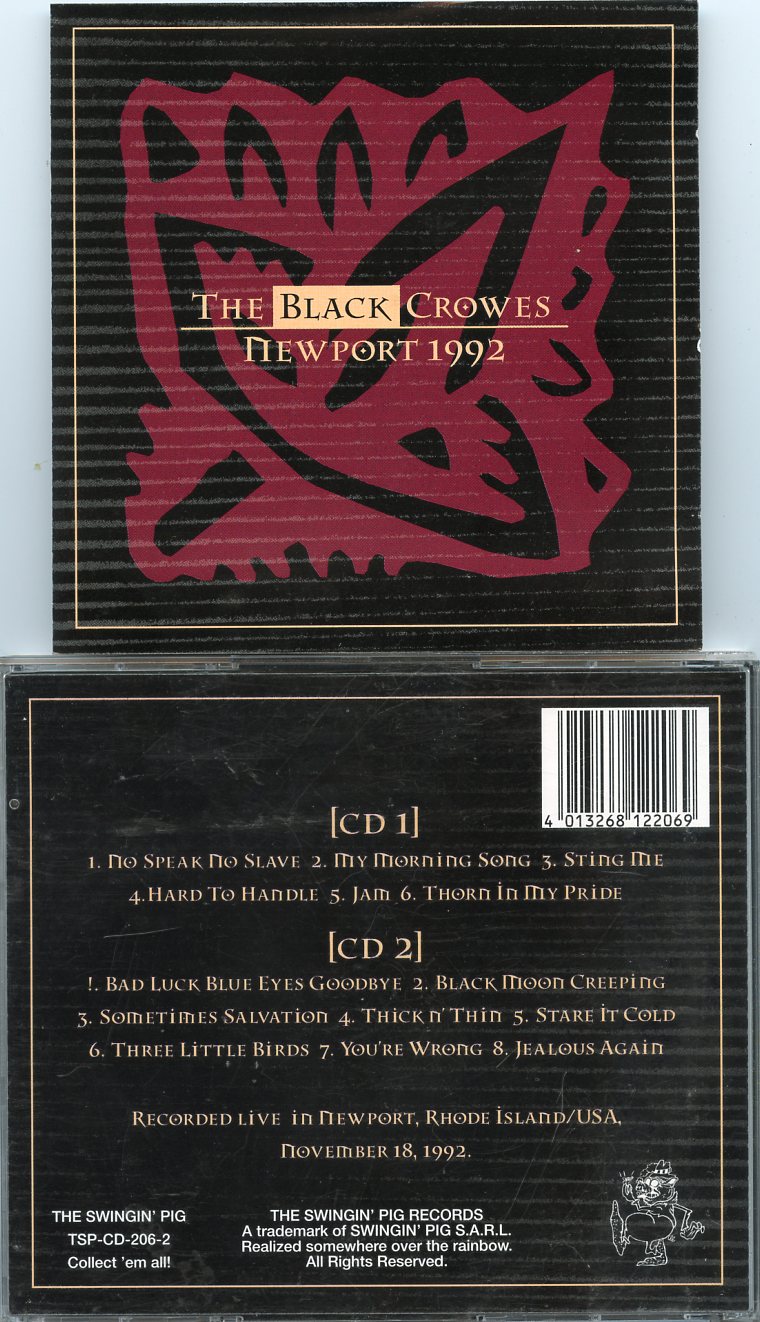 The Black Crowes
Newport 1992
4 013268 122069
[CD 1]
1. No Speak No Slave 2. My Morning Song 3. Sting Me
4.Hard To Handle 5. Jam 6. Thorn In My Pride
[CD 2]
!. Bad Luck Blue Eyes Goodbye 2. Black Moon Creeping
3. Sometimes Salvation 4. Thick n' Thin 5. Stare It Cold
6. Three Little Birds 7. You're Wrong 8. Jealous Again
Recorded live in Newport, Rhode Island/USA,
November 18, 1992.
THE SWINGIN' PIG
TSP-CD-206-2
Collect 'em all!
THE SWINGIN' PIG RECORDS
A trademark of SWINGIN' PIG S.A.R.L.
Realized somewhere over the rainbow.
All Rights Reserved.